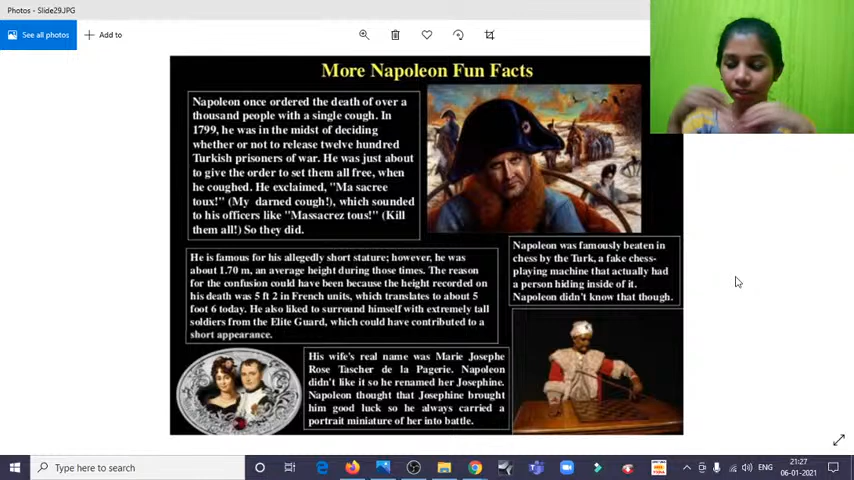 Photos - Slide29.JPG
See all photos
Add to
More Napoleon Fun Facts
Napoleon once ordered the death of over a
thousand people with a single cough. In
1799, he was in the midst of deciding
whether or not to release twelve hundred
Turkish prisoners of war. He was just about
to give the order to set them all free, when
he coughed. He exclaimed, "Ma sacree
toux!" (My darned cough!), which sounded
to his officers like "Massacrez tous!" (Kill
them all!) So they did.
He is famous for his allegedly short stature; however, he was
about 1.70 m, an average height during those times. The reason
for the confusion could have been because the height recorded on
his death was 5 ft 2 in French units, which translates to about 5
foot 6 today. He also liked to surround himself with extremely tall
soldiers from the Elite Guard, which could have contributed to a
short appearance.
Napoleon was famously beaten in
chess by the Turk, a fake chess-
playing machine that actually had
a person hiding inside of it.
Napoleon didn't know that though.
His wife's real name was Marie Josephe
Rose Tascher de la Pagerie. Napoleon
didn't like it so he renamed her Josephine.
Napoleon thought that Josephine brought
him good luck so he always carried a
portrait miniature of her into battle.
Type here to search
ENG
21:27
06-01-2021